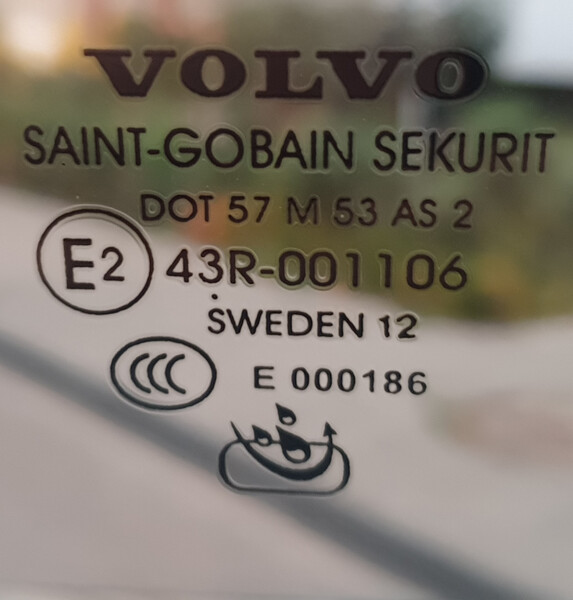 VOLVO
SAINT-GOBAIN SEKURIT
DOT 57 M 53 AS 2
E2 43R-001106
SWEDEN 12
CCC E 000186